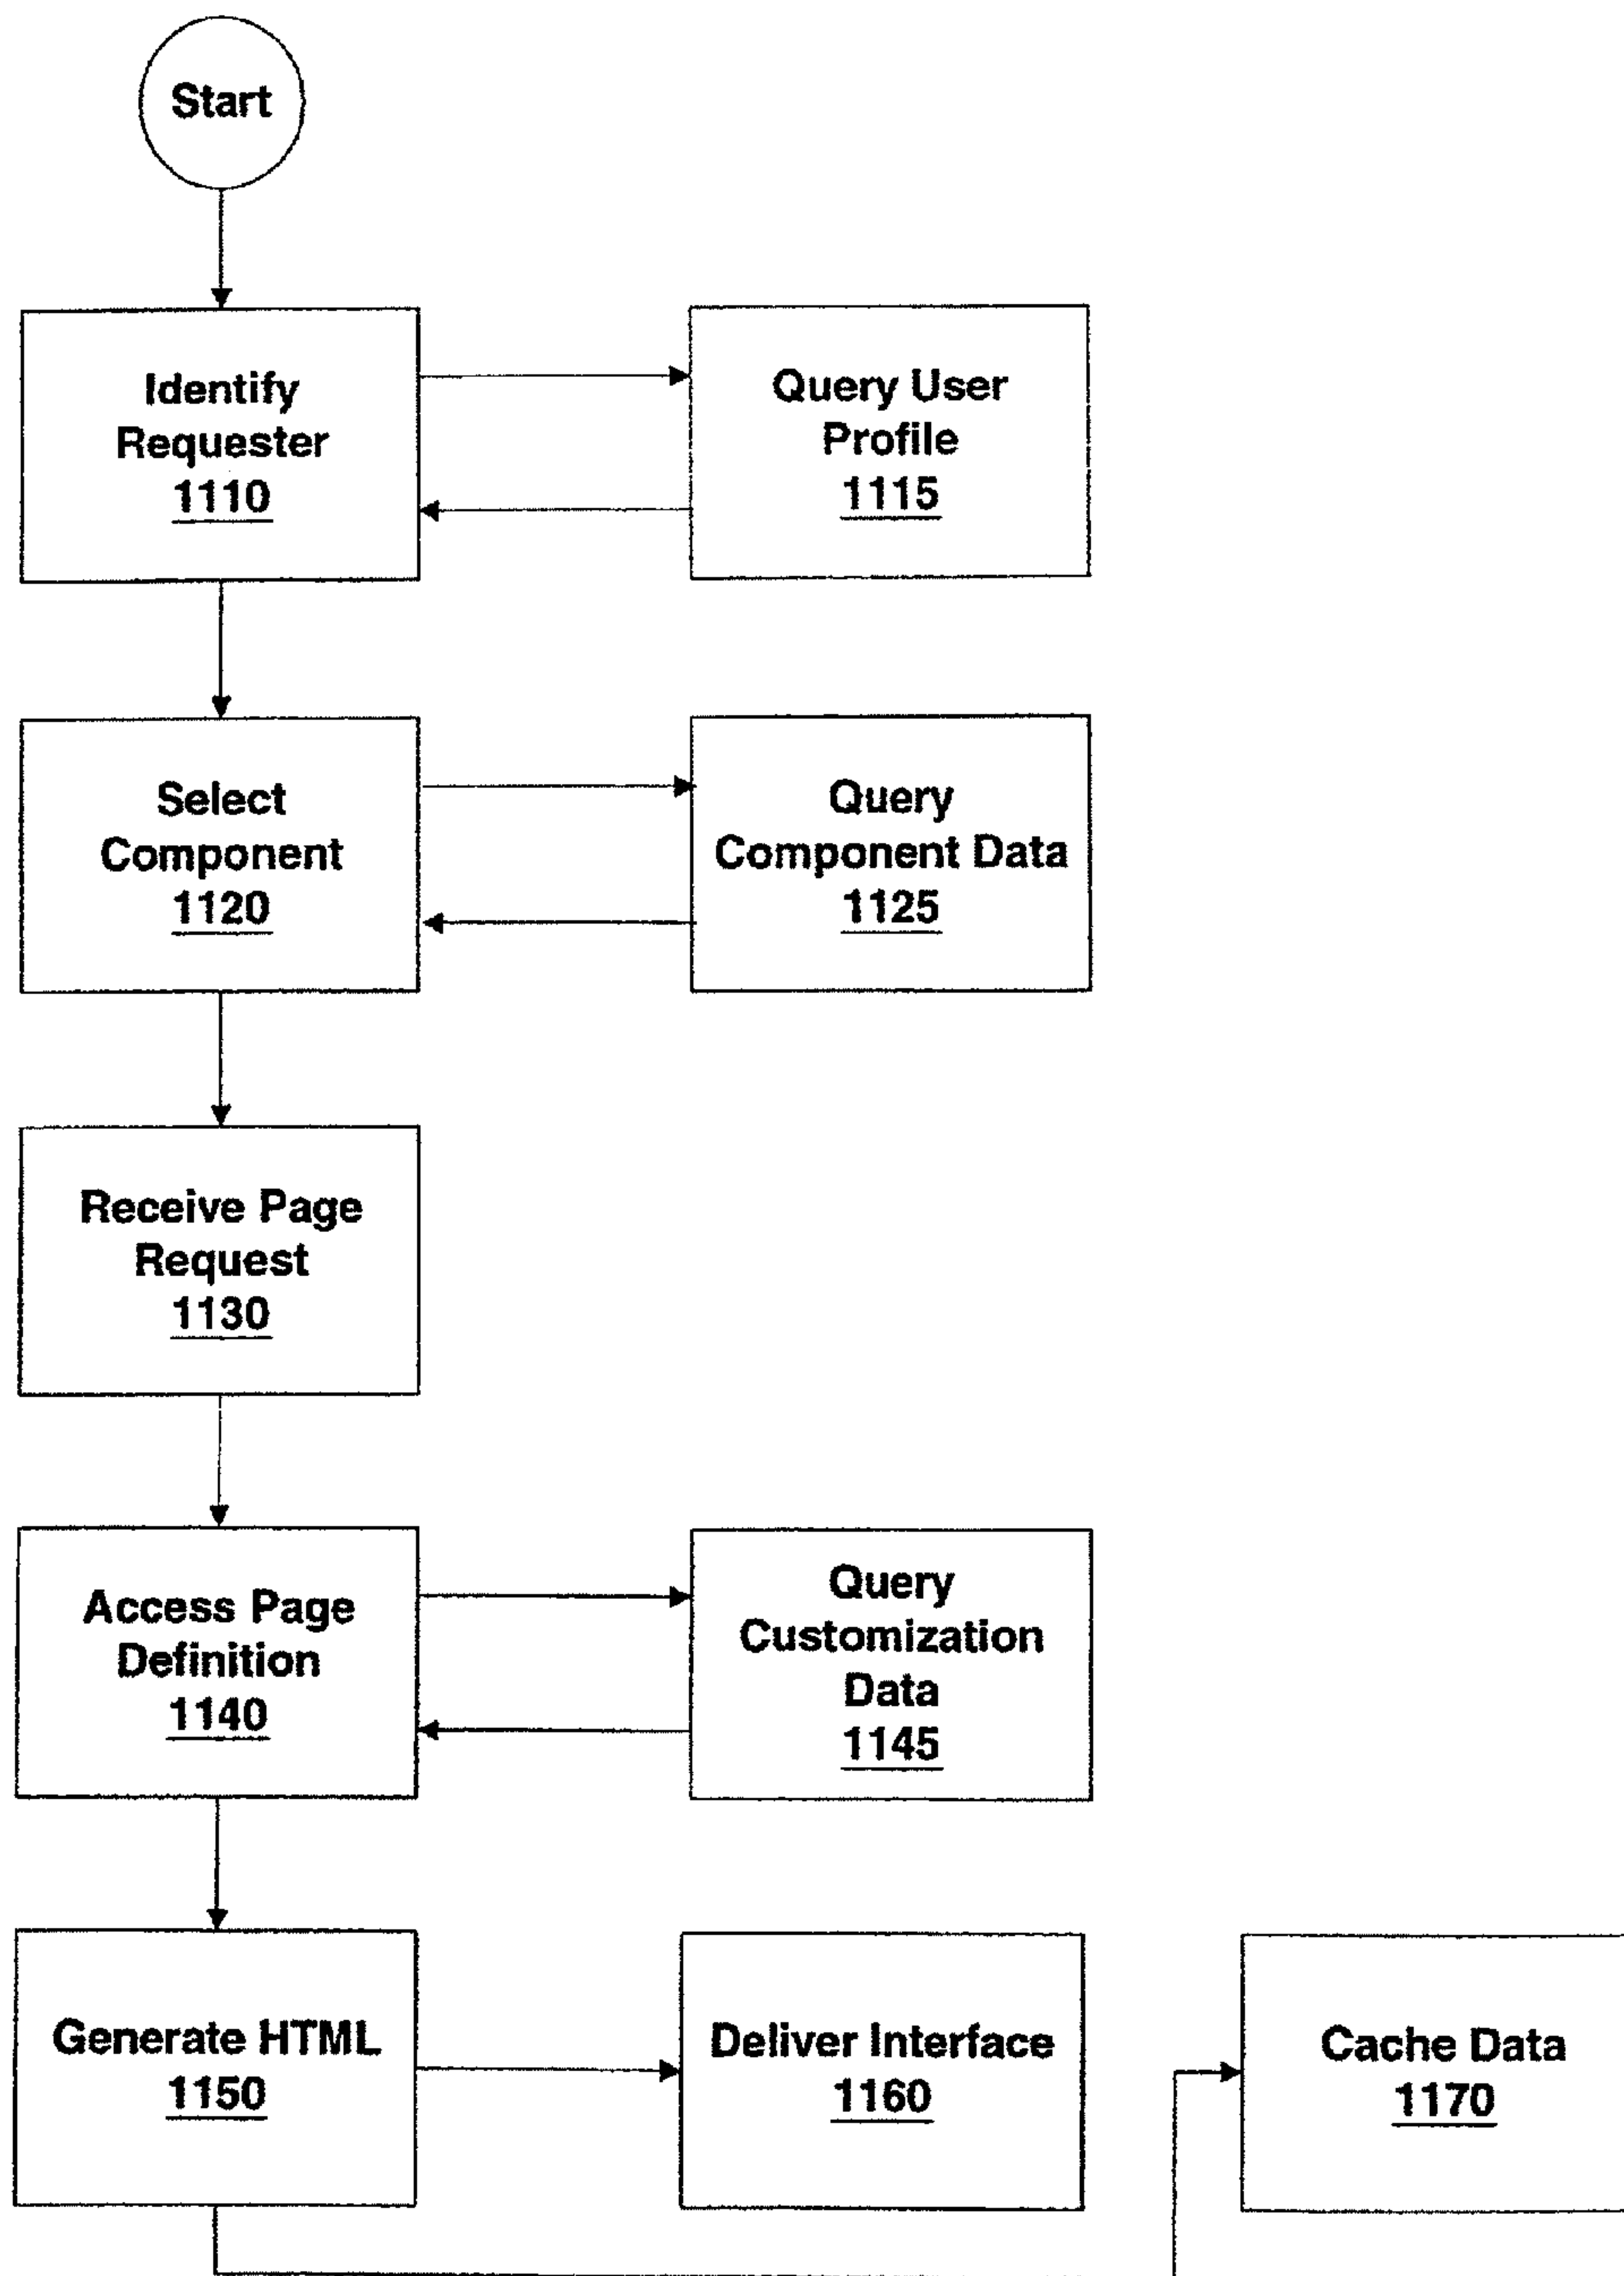 Start
Identify
Requester
1110
Query User
Profile
1115
Select
Component
1120
Query
Component Data
1125
Receive Page
Request
1130
Access Page
Definition
1140
Query
Customization
Data
1145
Generate HTML
1150
Deliver Interface
1160
Cache Data
1170